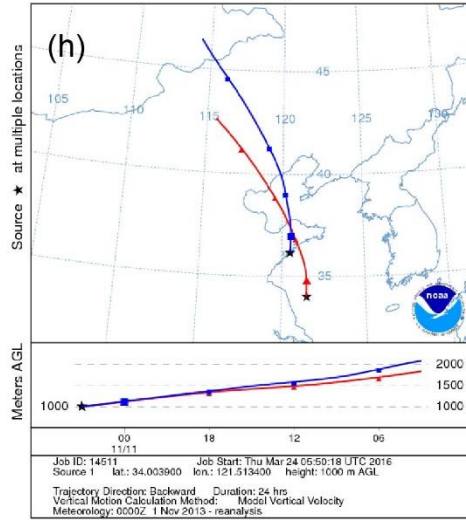 (h)
105
110
115
120
125
130
45
40
35
Source ★ at multiple locations
noaa
Meters AGL
2000
1500
1000
1000
00
18
12
06
11/11
Job ID: 14511 Job Start: Thu Mar 24 05:50:18 UTC 2016
Source 1 lat.: 34.003900 lon.: 121.513400 height: 1000 m AGL
Trajectory Direction: Backward Duration: 24 hrs
Vertical Motion Calculation Method: Model Vertical Velocity
Meteorology: 0000Z 1 Nov 2013 - reanalysis